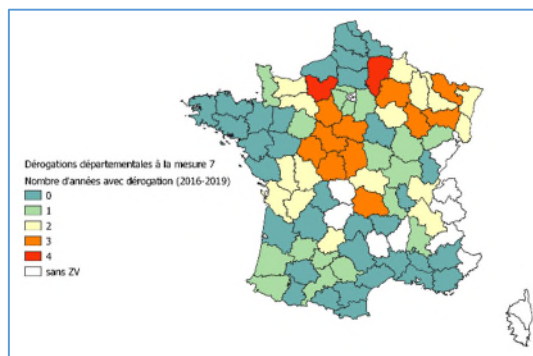 Dérogations départementales à la mesure 7
Nombre d'années avec dérogation (2016-2019)
0
1
2
3
4
sans ZV